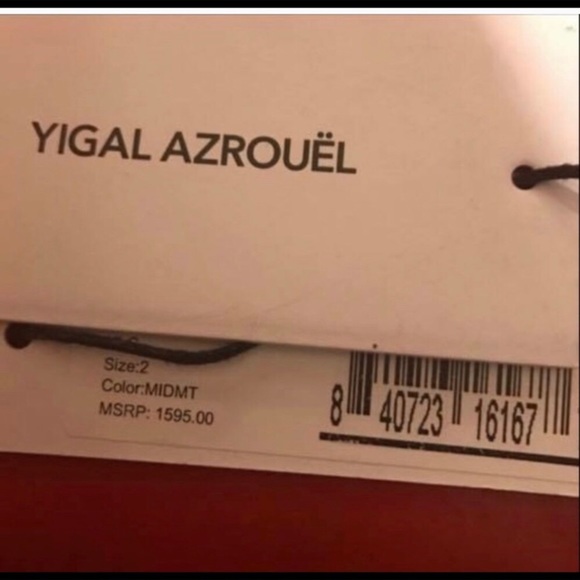 YIGAL AZROUËL
Size:2
Color:MIDMT
MSRP: 1595.00
8 40723 16167